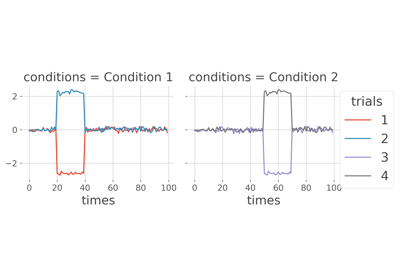 conditions = Condition 1
conditions = Condition 2
2
0
−2
0 20 40 60 80 100
0 20 40 60 80 100
times
times
trials
1
2
3
4